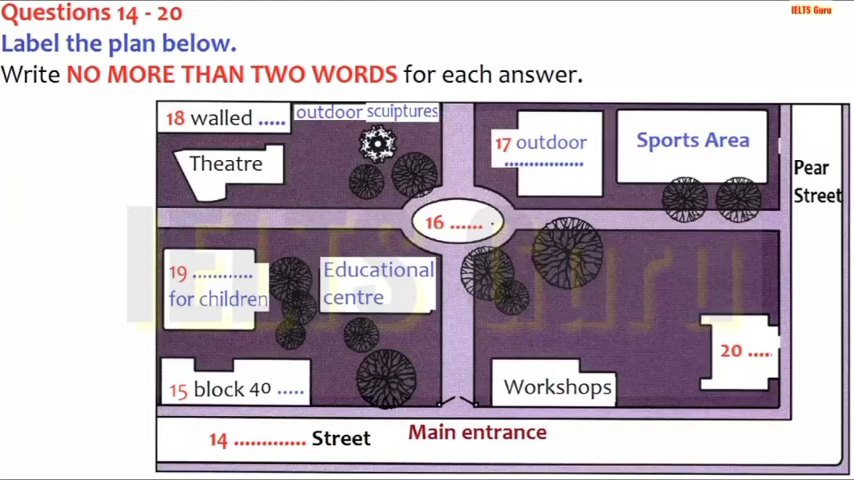 IELTS Guru
Questions 14 - 20
Label the plan below.
Write NO MORE THAN TWO WORDS for each answer.
18 walled .....
outdoor sculptures
17 outdoor
................
Sports Area
Theatre
Pear
Street
16 ......
IELTS Guru
19 ............
for children
Educational
centre
20 .....
15 block 40 .....
Workshops
14 ............. Street
Main entrance